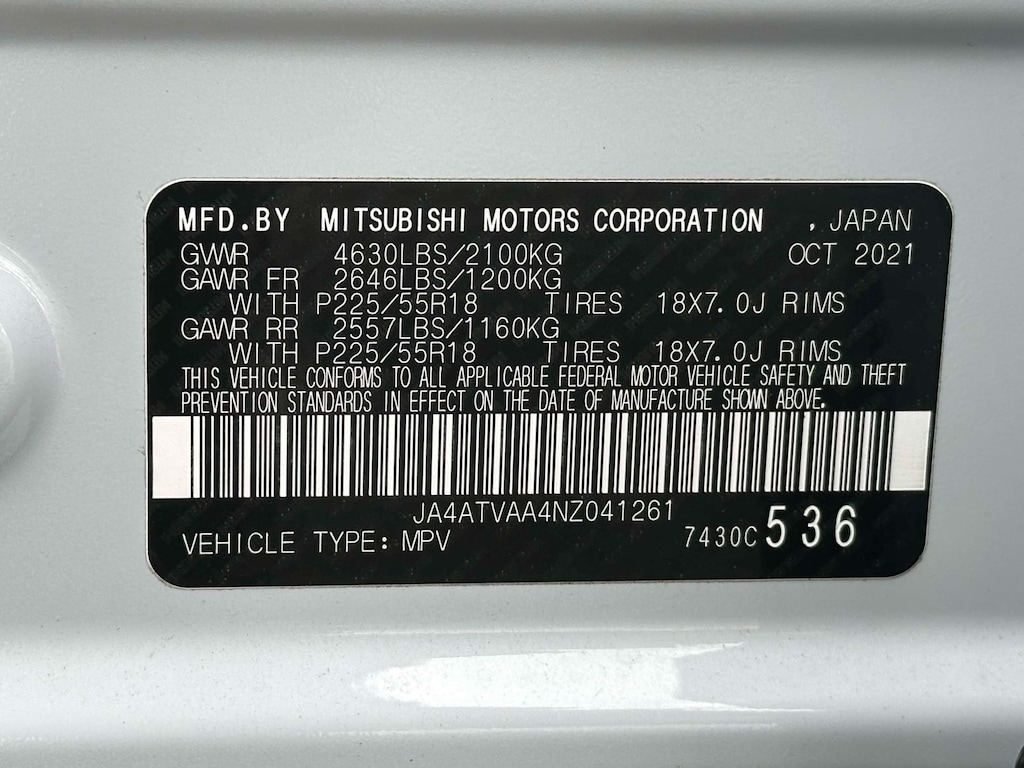 MFD.BY MITSUBISHI MOTORS CORPORATION , JAPAN
GVWR 4630LBS/2100KG OCT 2021
GAWR FR 2646LBS/1200KG
WITH P225/55R18 TIRES 18X7.0J RIMS
GAWR RR 2557LBS/1160KG
WITH P225/55R18 TIRES 18X7.0J RIMS
THIS VEHICLE CONFORMS TO ALL APPLICABLE FEDERAL MOTOR VEHICLE SAFETY AND THEFT
PREVENTION STANDARDS IN EFFECT ON THE DATE OF MANUFACTURE SHOWN ABOVE.
JA4ATVAA4NZ041261
VEHICLE TYPE: MPV 7430C 536